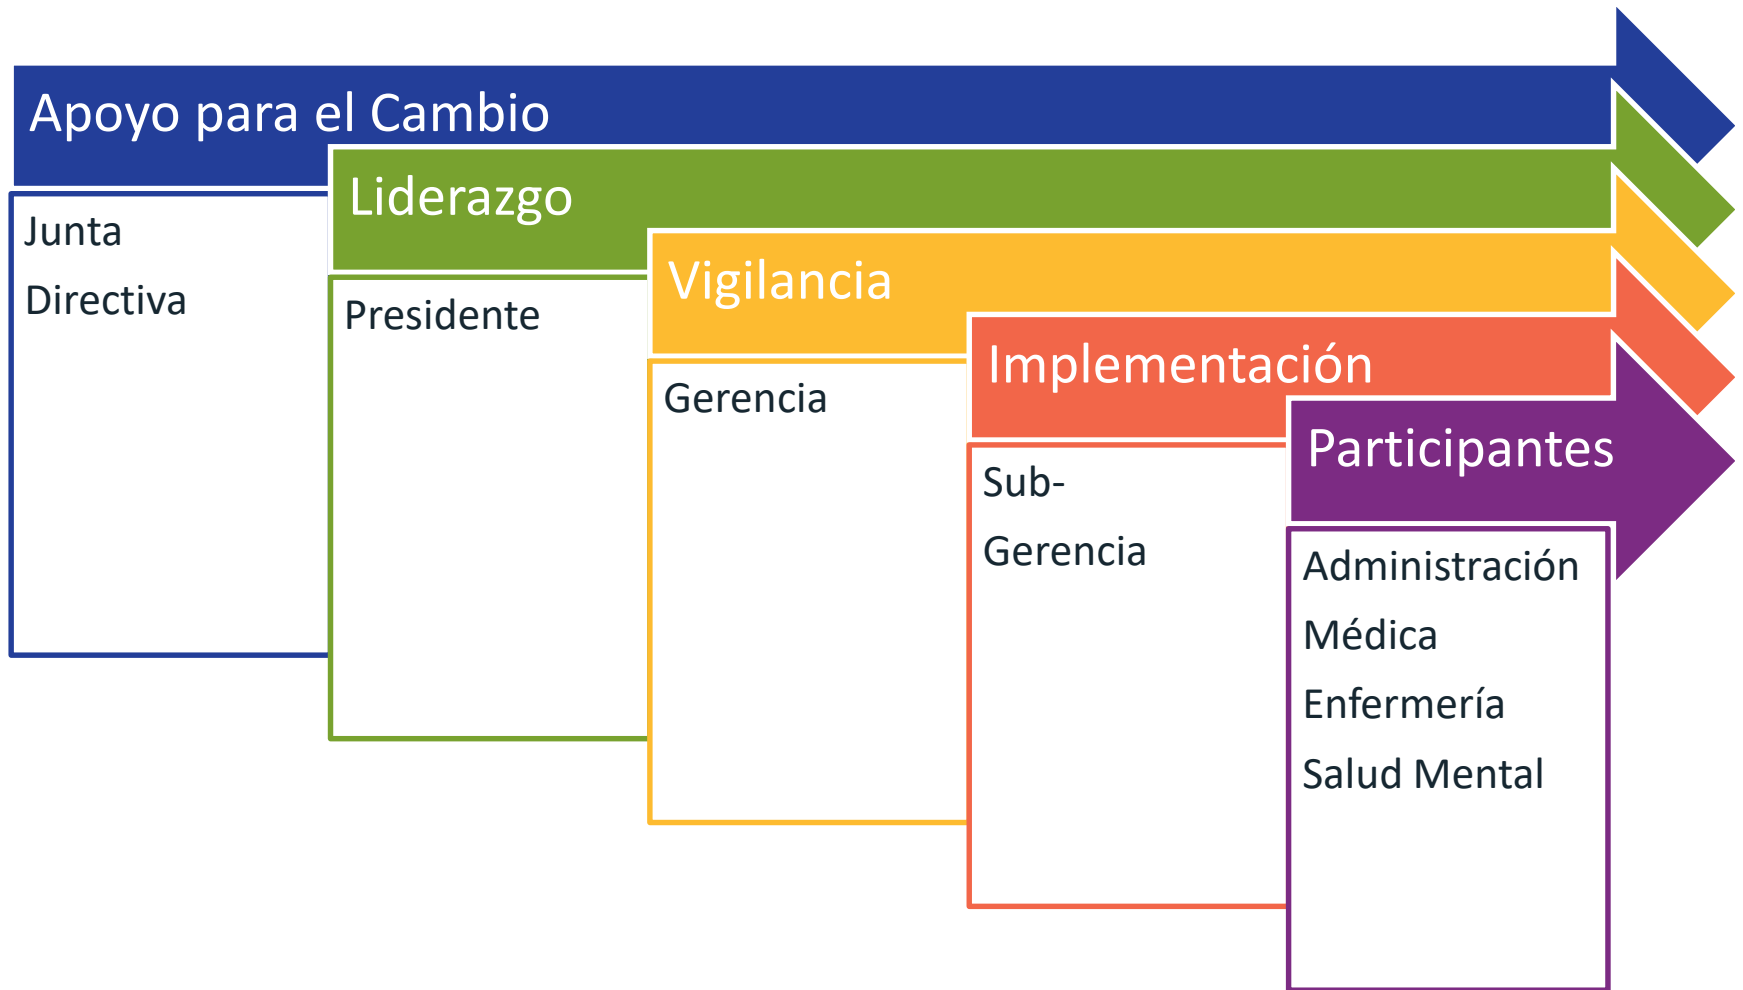 Apoyo para el Cambio
Junta
Directiva
Liderazgo
Presidente
Vigilancia
Gerencia
Implementación
Sub-
Gerencia
Participantes
Administración
Médica
Enfermería
Salud Mental